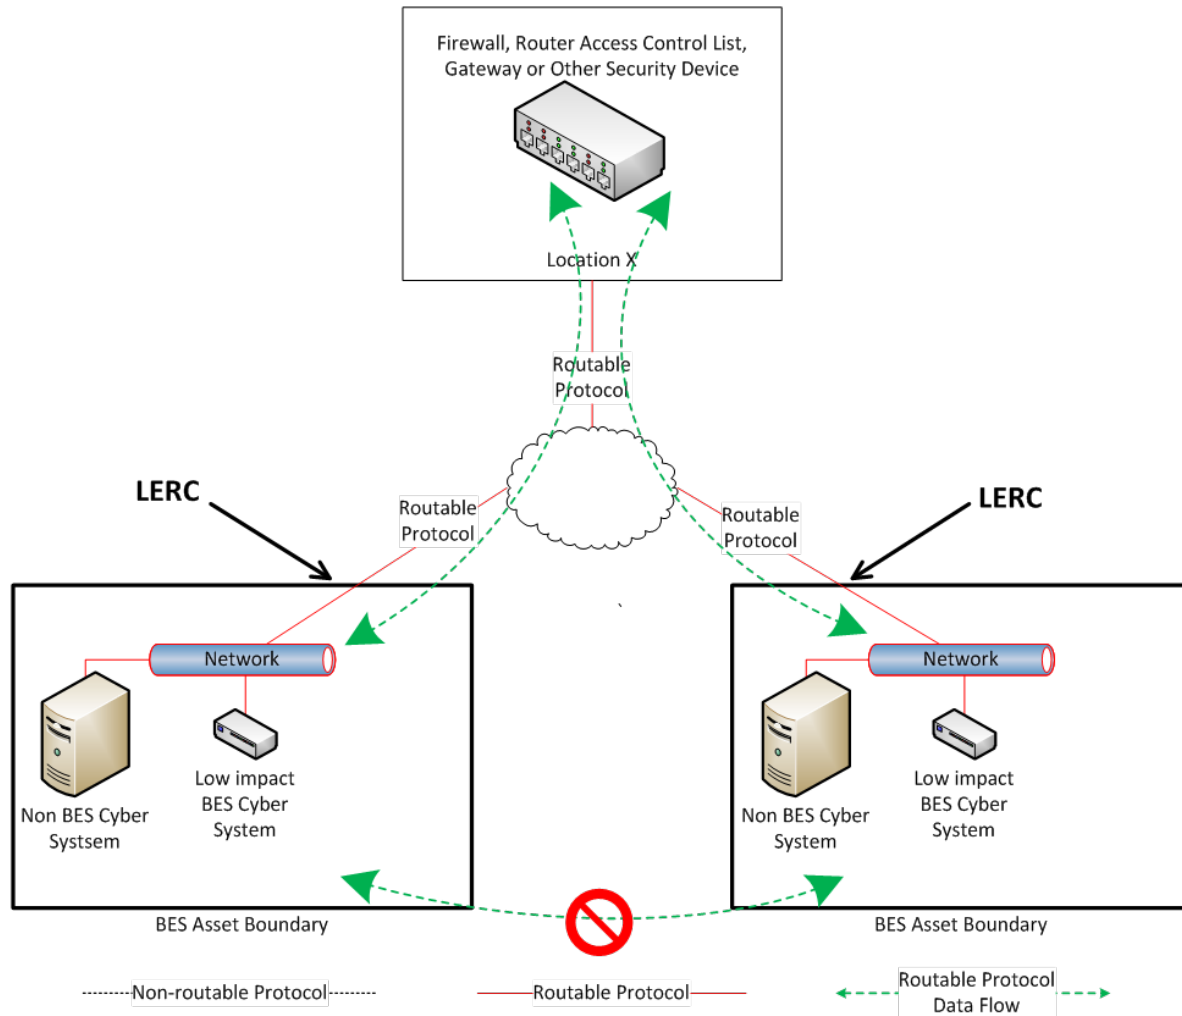 Firewall, Router Access Control List,
Gateway or Other Security Device
Location X
Routable
Protocol
LERC
Routable
Protocol
Routable
Protocol
LERC
Network
Network
Non BES Cyber
Systsem
Low impact
BES Cyber
System
Non BES Cyber
System
Low impact
BES Cyber
System
BES Asset Boundary
BES Asset Boundary
Non-routable Protocol
Routable Protocol
Routable Protocol
Data Flow